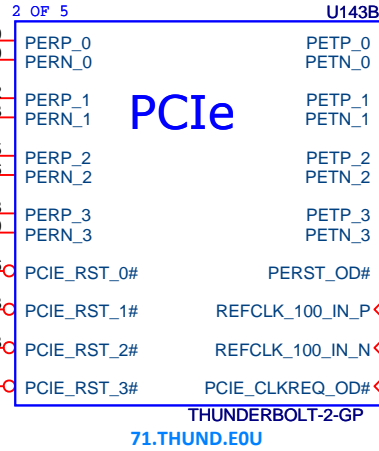 2 OF 5 U143B
PERP_0 PETP_0
PERN_0 PETN_0
PERP_1 PETP_1
PERN_1 PETN_1
PCIe
PERP_2 PETP_2
PERN_2 PETN_2
PERP_3 PETP_3
PERN_3 PETN_3
PCIE_RST_0# PERST_OD#
PCIE_RST_1# REFCLK_100_IN_P
PCIE_RST_2# REFCLK_100_IN_N
PCIE_RST_3# PCIE_CLKREQ_OD#
THUNDERBOLT-2-GP
71.THUND.E0U